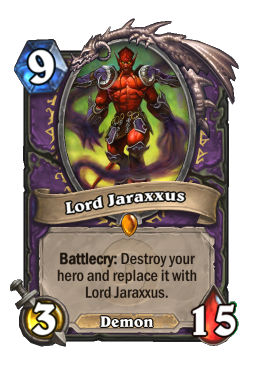 9
Lord Jaraxxus
Battlecry: Destroy your
hero and replace it with
Lord Jaraxxus.
3
Demon
15